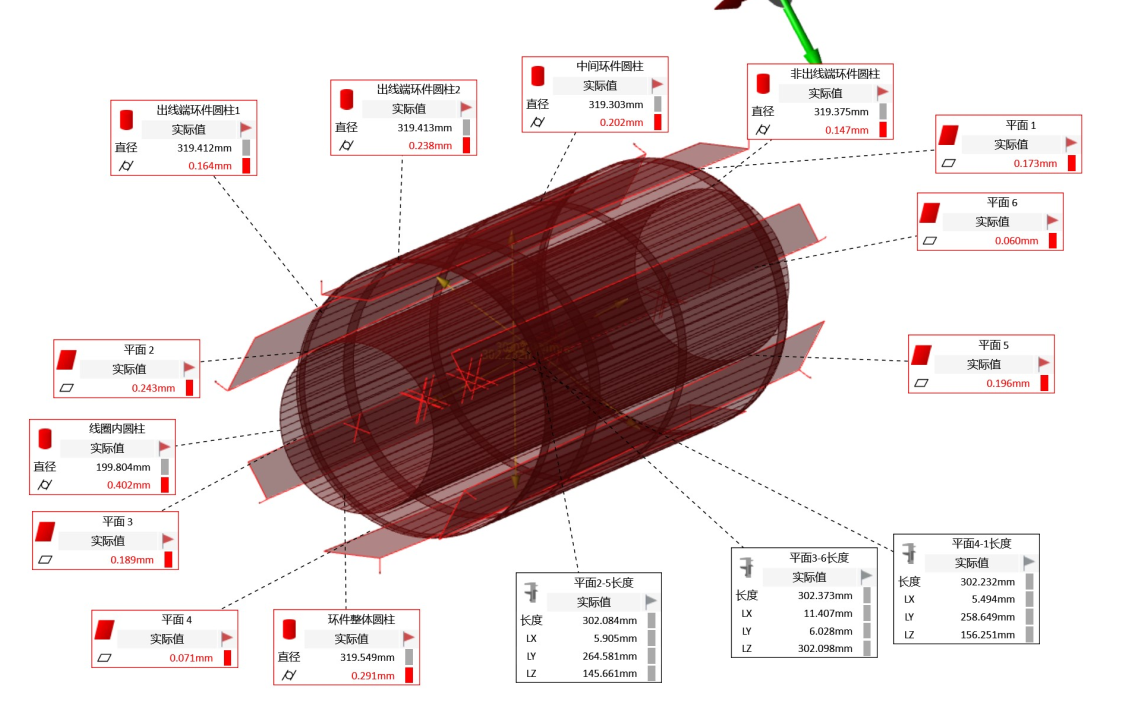 出线端环件圆柱1
实际值
直径 319.412mm
0.164mm
出线端环件圆柱2
实际值
直径 319.413mm
0.238mm
中间环件圆柱
实际值
直径 319.303mm
0.202mm
非出线端环件圆柱
实际值
直径 319.375mm
0.147mm
平面 1
实际值
0.173mm
平面 6
实际值
0.060mm
平面 2
实际值
0.243mm
平面 5
实际值
0.196mm
线圈内圆柱
实际值
直径 199.804mm
0.402mm
平面 3
实际值
0.189mm
平面 4
实际值
0.071mm
环件整体圆柱
实际值
直径 319.549mm
0.291mm
平面2-5长度
实际值
长度 302.084mm
LX 5.905mm
LY 264.581mm
LZ 145.661mm
平面3-6长度
实际值
长度 302.373mm
LX 11.407mm
LY 6.028mm
LZ 302.098mm
平面4-1长度
实际值
长度 302.232mm
LX 5.494mm
LY 258.649mm
LZ 156.251mm